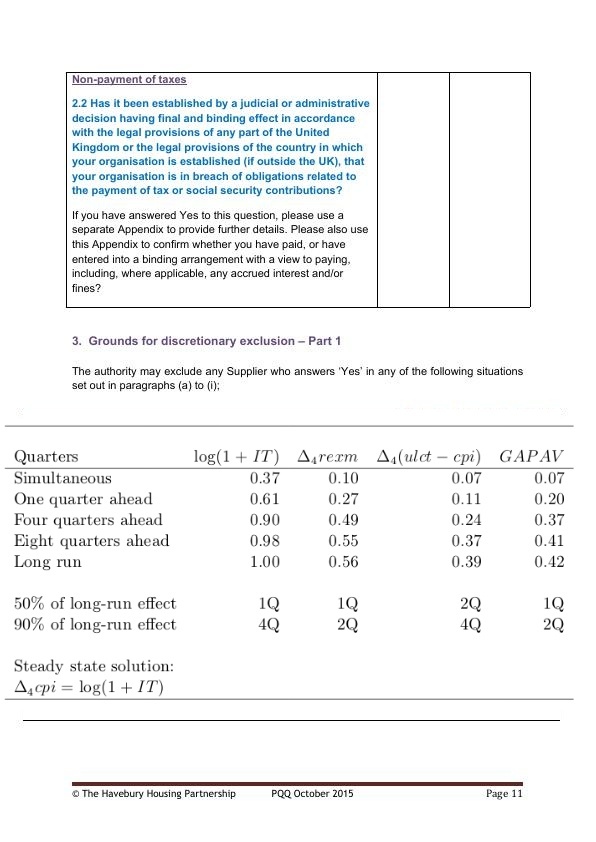 Non-payment of taxes
2.2 Has it been established by a judicial or administrative
decision having final and binding effect in accordance
with the legal provisions of any part of the United
Kingdom or the legal provisions of the country in which
your organisation is established (if outside the UK), that
your organisation is in breach of obligations related to
the payment of tax or social security contributions?
If you have answered Yes to this question, please use a
separate Appendix to provide further details. Please also use
this Appendix to confirm whether you have paid, or have
entered into a binding arrangement with a view to paying,
including, where applicable, any accrued interest and/or
fines?
3. Grounds for discretionary exclusion – Part 1
The authority may exclude any Supplier who answers ‘Yes’ in any of the following situations
set out in paragraphs (a) to (i);
Quarters log(1 + IT) Δ₄rexm Δ₄(ulct − cpi) GAPAV
Simultaneous 0.37 0.10 0.07 0.07
One quarter ahead 0.61 0.27 0.11 0.20
Four quarters ahead 0.90 0.49 0.24 0.37
Eight quarters ahead 0.98 0.55 0.37 0.41
Long run 1.00 0.56 0.39 0.42
50% of long-run effect 1Q 1Q 2Q 1Q
90% of long-run effect 4Q 2Q 4Q 2Q
Steady state solution:
Δ₄cpi = log(1 + IT)
© The Havebury Housing Partnership PQQ October 2015 Page 11